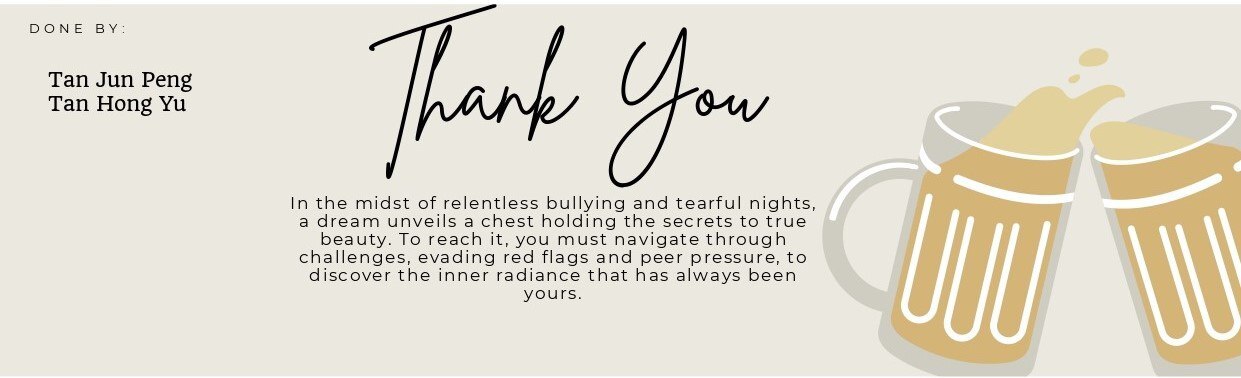 DONE BY:
Tan Jun Peng
Tan Hong Yu
Thank You
In the midst of relentless bullying and tearful nights,
a dream unveils a chest holding the secrets to true
beauty. To reach it, you must navigate through
challenges, evading red flags and peer pressure, to
discover the inner radiance that has always been
yours.